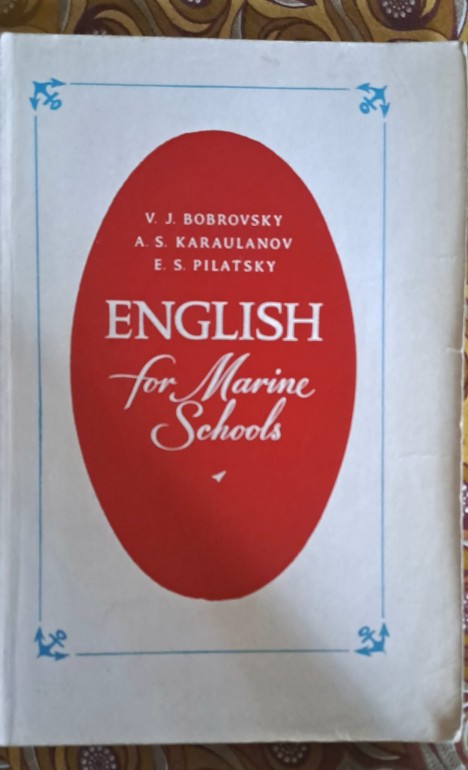 V. J. BOBROVSKY
A. S. KARAULANOV
E. S. PILATSKY
ENGLISH
for Marine
Schools